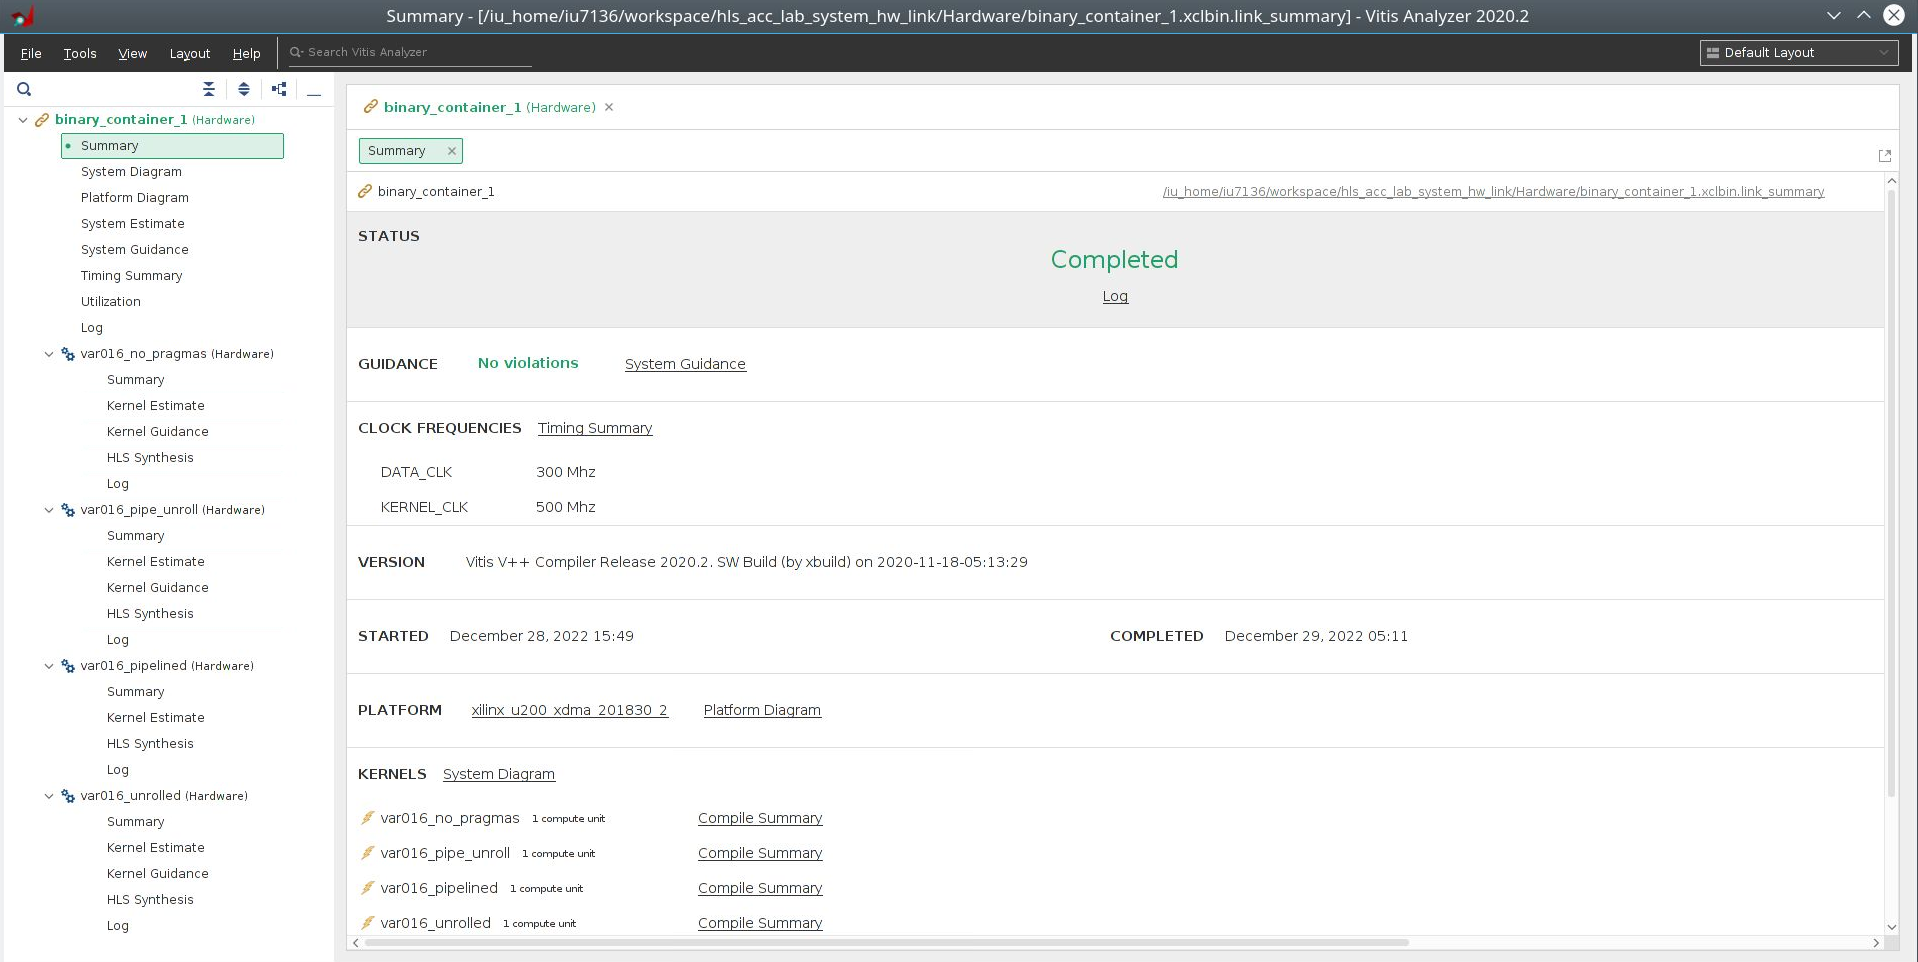 Summary - [/iu_home/iu7136/workspace/hls_acc_lab_system_hw_link/Hardware/binary_container_1.xclbin.link_summary] - Vitis Analyzer 2020.2
File Tools View Layout Help Search Vitis Analyzer Default Layout
binary_container_1 (Hardware)
Summary
System Diagram
Platform Diagram
System Estimate
System Guidance
Timing Summary
Utilization
Log
var016_no_pragmas (Hardware)
Summary
Kernel Estimate
Kernel Guidance
HLS Synthesis
Log
var016_pipe_unroll (Hardware)
Summary
Kernel Estimate
Kernel Guidance
HLS Synthesis
Log
var016_pipelined (Hardware)
Summary
Kernel Estimate
HLS Synthesis
Log
var016_unrolled (Hardware)
Summary
Kernel Estimate
Kernel Guidance
HLS Synthesis
Log
binary_container_1 (Hardware)
Summary
binary_container_1 /iu_home/iu7136/workspace/hls_acc_lab_system_hw_link/Hardware/binary_container_1.xclbin.link_summary
STATUS
Completed
Log
GUIDANCE No violations System Guidance
CLOCK FREQUENCIES Timing Summary
DATA_CLK 300 Mhz
KERNEL_CLK 500 Mhz
VERSION Vitis V++ Compiler Release 2020.2. SW Build (by xbuild) on 2020-11-18-05:13:29
STARTED December 28, 2022 15:49 COMPLETED December 29, 2022 05:11
PLATFORM xilinx_u200_xdma_201830_2 Platform Diagram
KERNELS System Diagram
var016_no_pragmas 1 compute unit Compile Summary
var016_pipe_unroll 1 compute unit Compile Summary
var016_pipelined 1 compute unit Compile Summary
var016_unrolled 1 compute unit Compile Summary